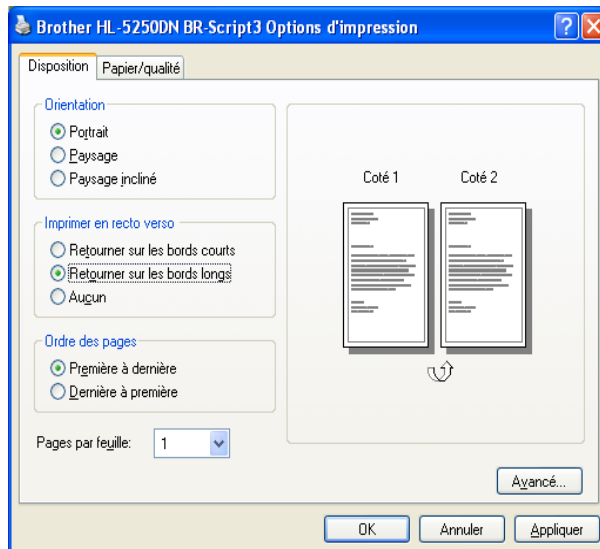 Brother HL-5250DN BR-Script3 Options d'impression
Disposition
Papier/qualité
Orientation
Portrait
Paysage
Paysage incliné
Imprimer en recto verso
Retourner sur les bords courts
Retourner sur les bords longs
Aucun
Ordre des pages
Première à dernière
Dernière à première
Pages par feuille:
1
Coté 1
Coté 2
Avancé...
OK
Annuler
Appliquer